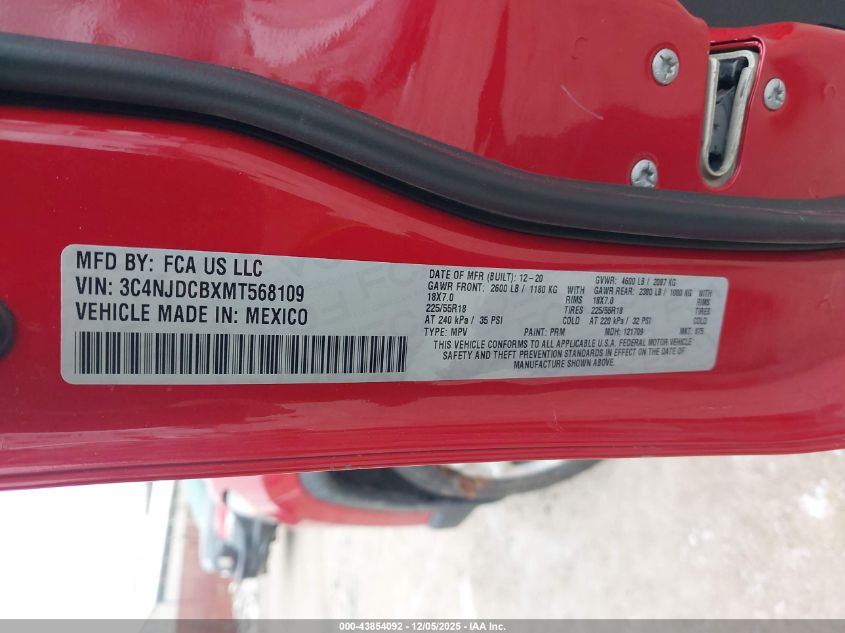 MFD BY: FCA US LLC
VIN: 3C4NJDCBXMT568109
VEHICLE MADE IN: MEXICO
DATE OF MFR (BUILT): 12-20 GVWR: 4600 LB / 2087 KG
GAWR FRONT: 2600 LB / 1180 KG WITH GAWR REAR: 2380 LB / 1080 KG WITH
18X7.0 RIMS 18X7.0 RIMS
225/55R18 TIRES 225/55R18 TIRES
AT 240 kPa / 35 PSI COLD AT 220 kPa / 32 PSI COLD
TYPE: MPV PAINT: PRM MDH: 121709 MKT:
THIS VEHICLE CONFORMS TO ALL APPLICABLE U.S.A. FEDERAL MOTOR VEHICLE
SAFETY AND THEFT PREVENTION STANDARDS IN EFFECT ON THE DATE OF
MANUFACTURE SHOWN ABOVE.
000-43854092 - 12/05/2025 - IAA Inc.